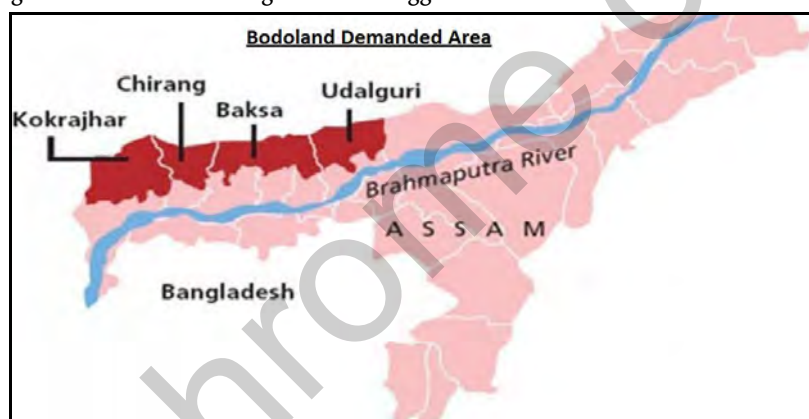 Bodoland Demanded Area
Chirang
Udalguri
Baksa
Kokrajhar
Brahmaputra River
A S S A M
Bangladesh